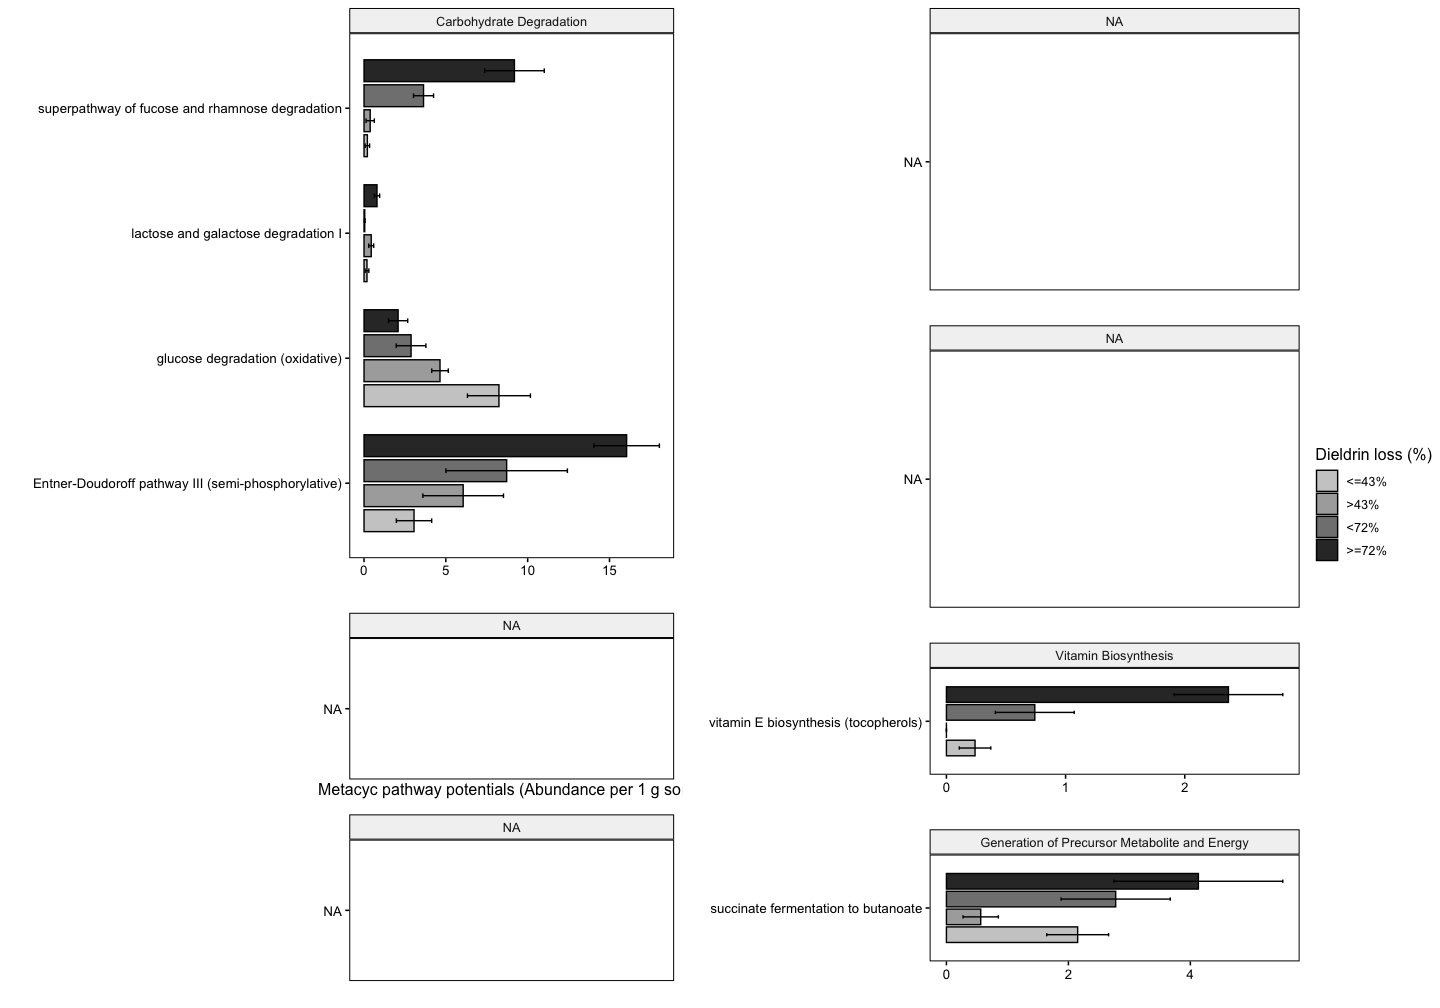 Carbohydrate Degradation
superpathway of fucose and rhamnose degradation
lactose and galactose degradation I
glucose degradation (oxidative)
Entner-Doudoroff pathway III (semi-phosphorylative)
0 5 10 15
NA
NA
Metacyc pathway potentials (Abundance per 1 g so
NA
NA
NA
NA
NA
NA
Vitamin Biosynthesis
vitamin E biosynthesis (tocopherols)
0 1 2
Generation of Precursor Metabolite and Energy
succinate fermentation to butanoate
0 2 4
Dieldrin loss (%)
<=43%
>43%
<72%
>=72%